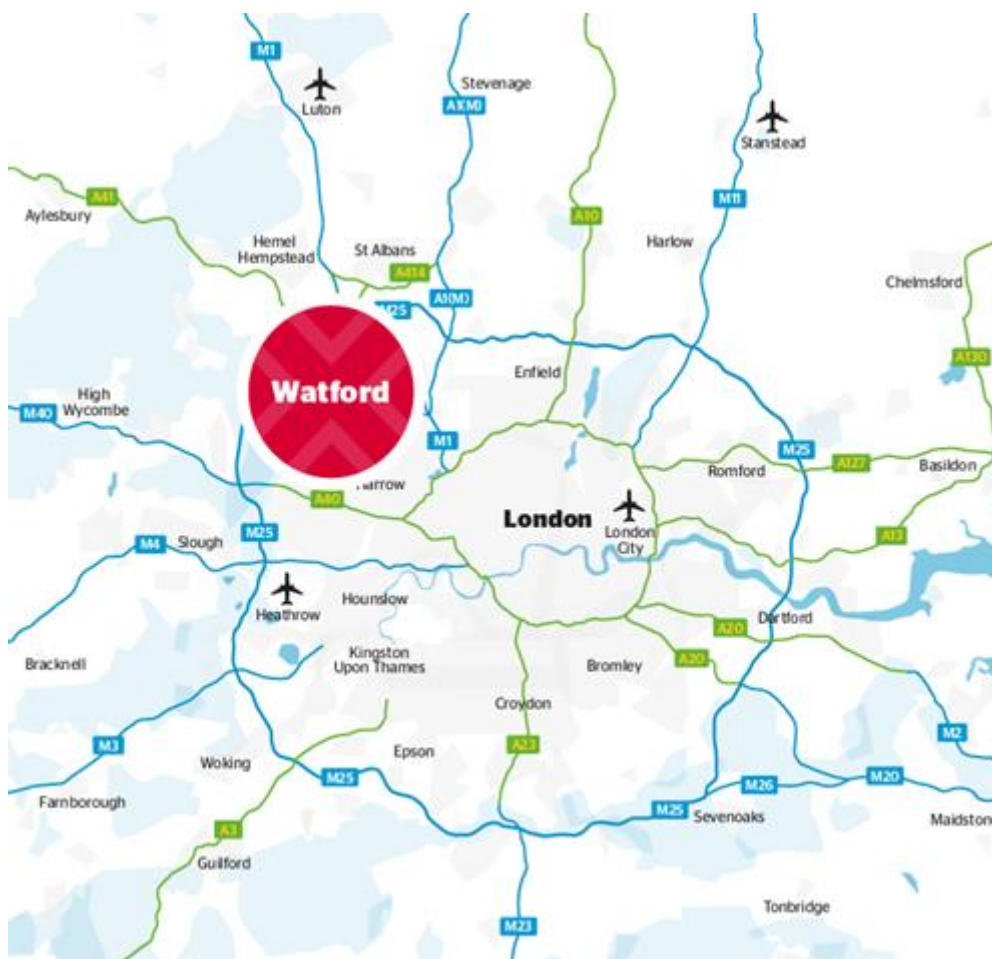 M1
Luton
Stevenage
A1(M)
Stanstead
A41
Aylesbury
M11
A10
Hemel
Hempstead
St Albans
Harlow
A414
Chelmsford
A1(M)
M25
A130
Enfield
Watford
High
Wycombe
M40
M1
M25
Romford
A127
Basildon
Harrow
A40
London
London
City
M25
A13
M4
Slough
Heathrow
Hounslow
Dartford
A20
Kingston
Upon Thames
Bracknell
Bromley
A20
Croydon
M3
A23
Epson
M2
Woking
M25
M26
M20
Farnborough
M25
Sevenoaks
Maidstone
A3
Guilford
Tonbridge
M23